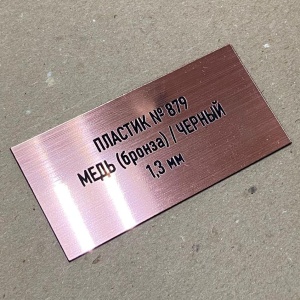 ПЛАСТИК № 879
МЕДЬ (бронза) / ЧЕРНЫЙ
1,3 мм